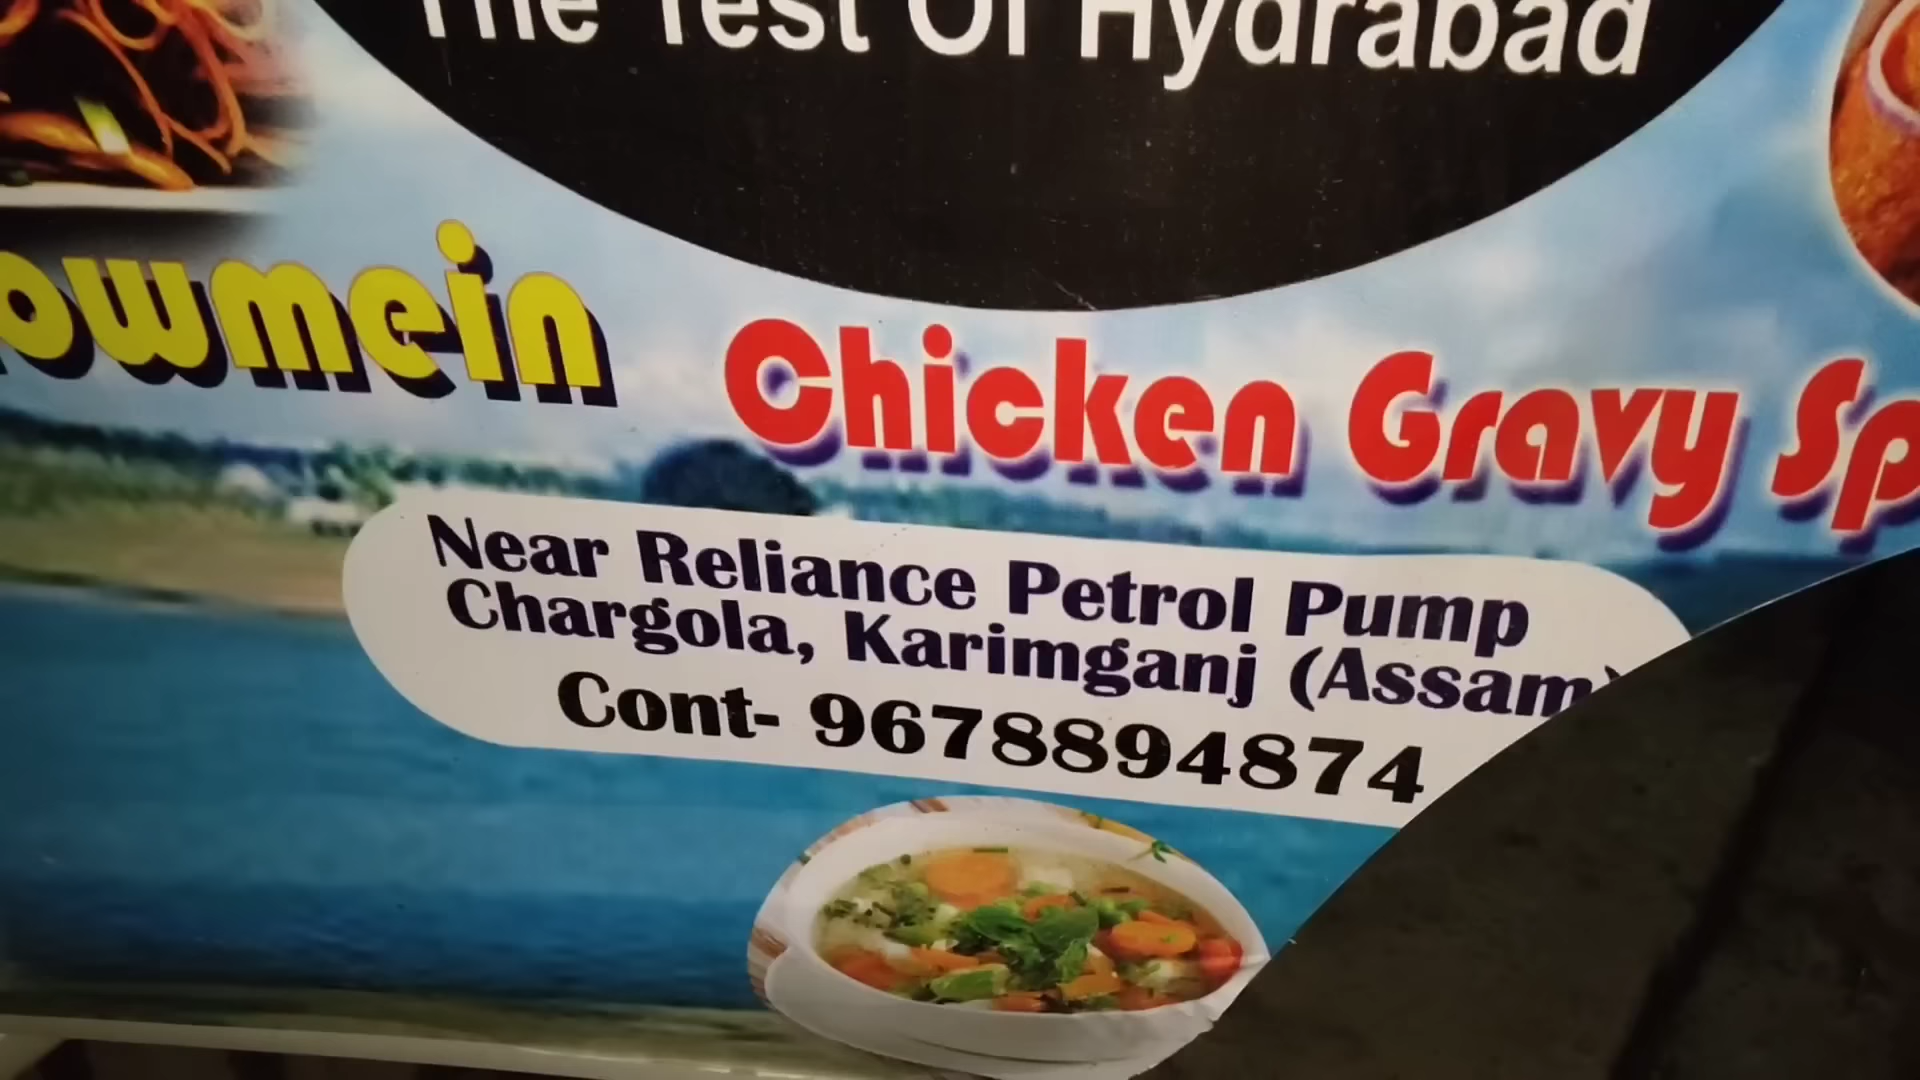 The Test Of Hydrabad
owmein
Chicken Gravy Sp
Near Reliance Petrol Pump
Chargola, Karimganj (Assam)
Cont- 9678894874